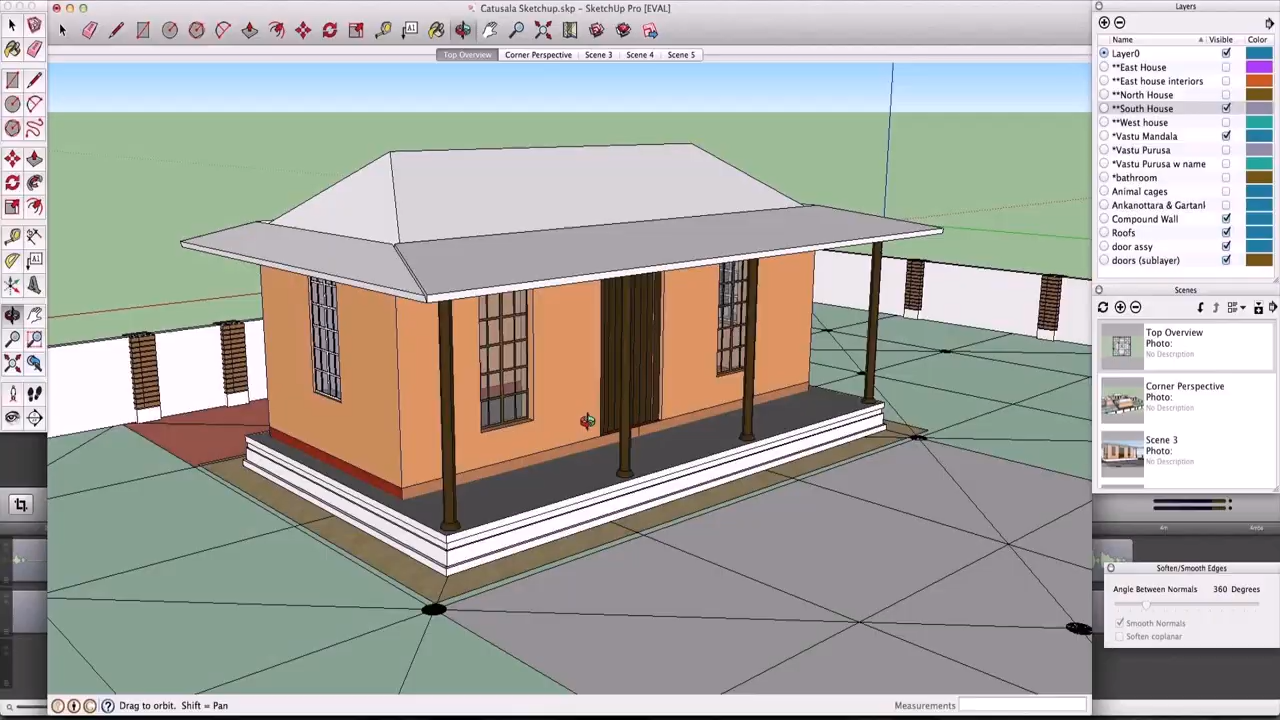 Catusala Sketchup.skp - SketchUp Pro [EVAL]
Top Overview
Corner Perspective
Scene 3
Scene 4
Scene 5
Layers
Name
Visible
Color
Layer0
**East House
**East house interiors
**North House
**South House
**West house
*Vastu Mandala
*Vastu Purusa
*Vastu Purusa w name
*bathroom
Animal cages
Ankanottara & Gartank
Compound Wall
Roofs
door assy
doors (sublayer)
Scenes
Top Overview
Photo:
No Description
Corner Perspective
Photo:
No Description
Scene 3
Photo:
No Description
4m
Soften/Smooth Edges
Angle Between Normals 360 Degrees
Smooth Normals
Soften coplanar
Drag to orbit. Shift = Pan
Measurements